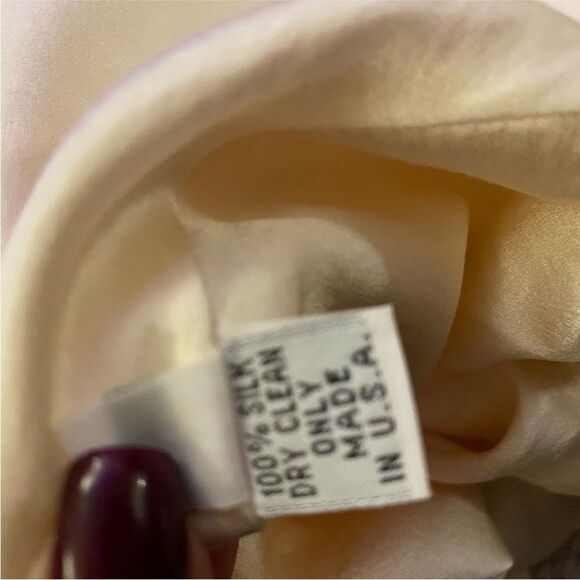 100% SILK
DRY CLEAN
ONLY
MADE
IN U.S.A.